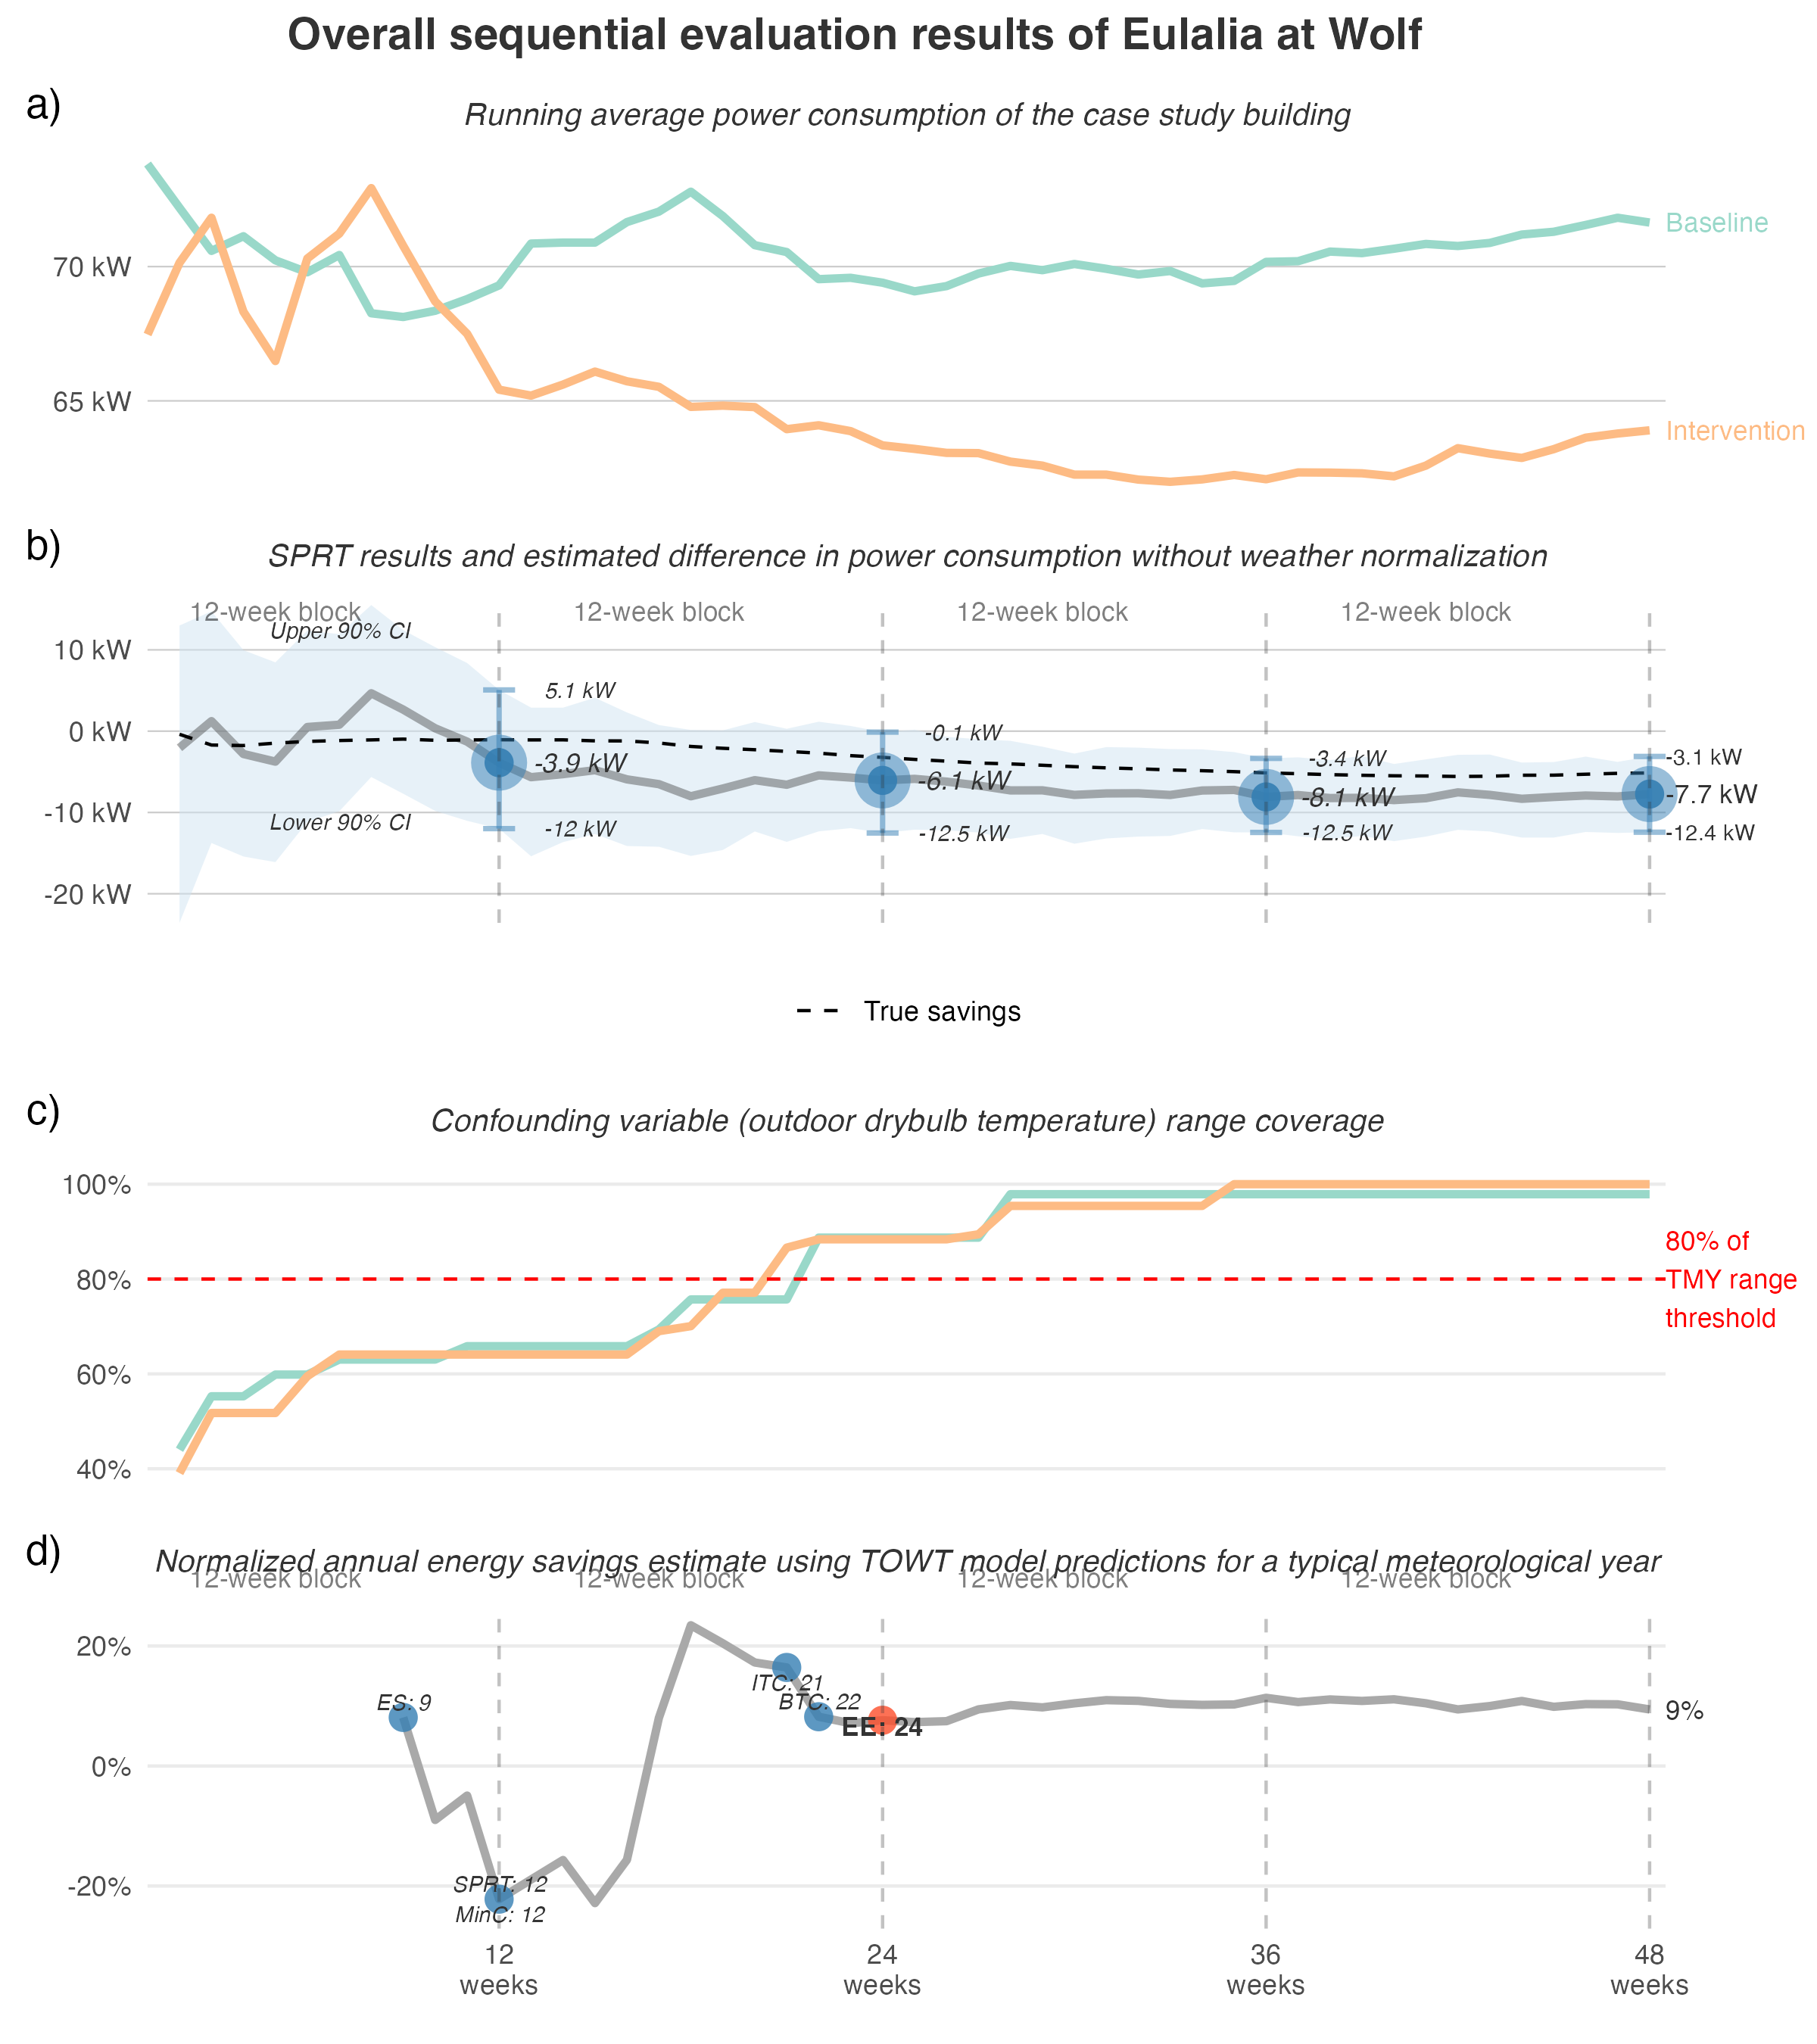 Overall sequential evaluation results of Eulalia at Wolf
a)
Running average power consumption of the case study building
70 kW
65 kW
Baseline
Intervention
b)
SPRT results and estimated difference in power consumption without weather normalization
12-week block
12-week block
12-week block
12-week block
Upper 90% CI
Lower 90% CI
10 kW
0 kW
-10 kW
-20 kW
5.1 kW
-3.9 kW
-12 kW
-0.1 kW
-6.1 kW
-12.5 kW
-3.4 kW
-8.1 kW
-12.5 kW
-3.1 kW
-7.7 kW
-12.4 kW
True savings
c)
Confounding variable (outdoor drybulb temperature) range coverage
100%
80%
60%
40%
80% of
TMY range
threshold
d)
Normalized annual energy savings estimate using TOWT model predictions for a typical meteorological year
12-week block
12-week block
12-week block
12-week block
20%
0%
-20%
ES: 9
SPRT: 12
MinC: 12
ITC: 21
BTC: 22
EE: 24
9%
12
weeks
24
weeks
36
weeks
48
weeks